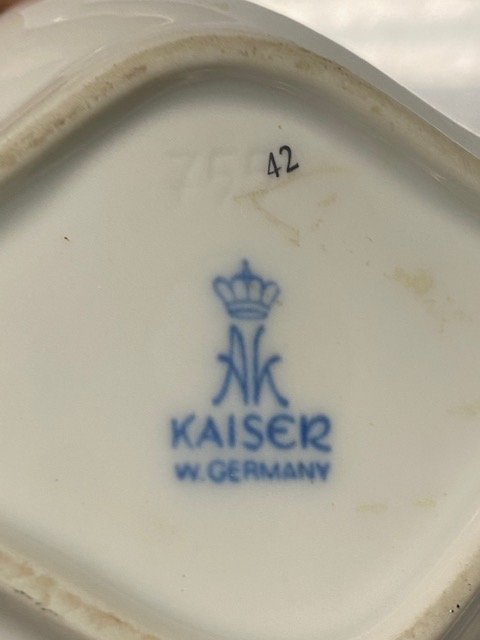 42
AK
KAISER
W. GERMANY